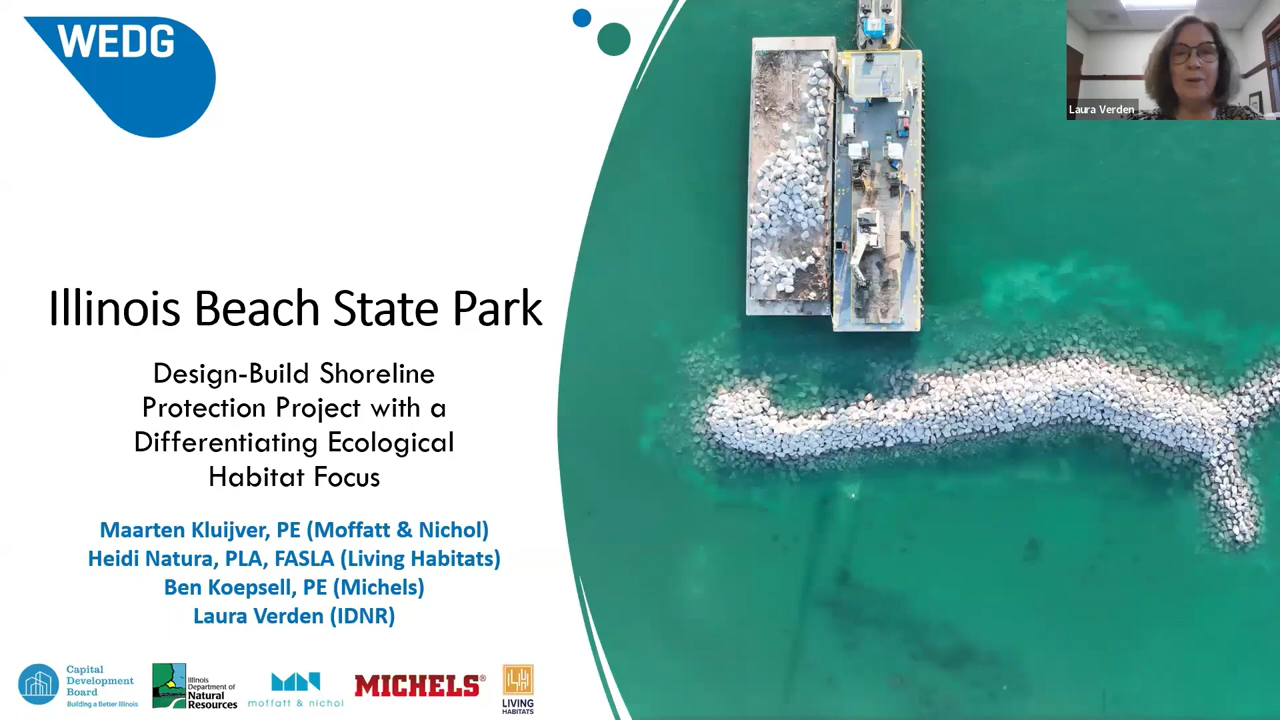 WEDG
Laura Verden
Illinois Beach State Park
Design-Build Shoreline
Protection Project with a
Differentiating Ecological
Habitat Focus
Maarten Kluijver, PE (Moffatt & Nichol)
Heidi Natura, PLA, FASLA (Living Habitats)
Ben Koepsell, PE (Michels)
Laura Verden (IDNR)
Capital
Development
Board
Building a Better Illinois
Illinois
Department of
Natural
Resources
moffatt & nichol
MICHELS®
LIVING
HABITATS